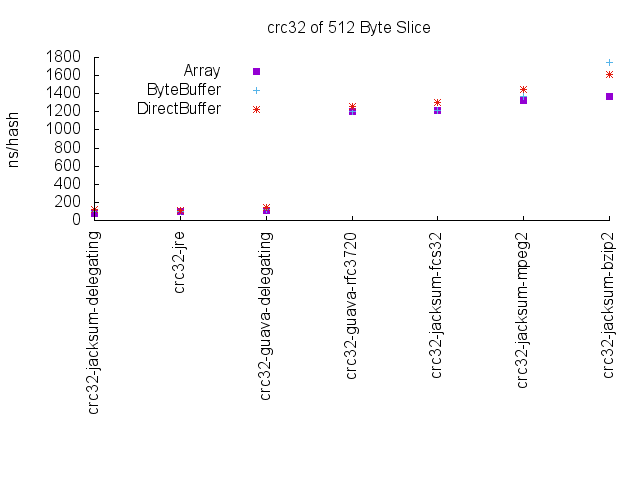 crc32 of 512 Byte Slice
ns/hash
1800
1600
1400
1200
1000
800
600
400
200
0
Array
ByteBuffer
DirectBuffer
crc32-jacksum-delegating
crc32-jre
crc32-guava-delegating
crc32-guava-rfc3720
crc32-jacksum-fcs32
crc32-jacksum-mpeg2
crc32-jacksum-bzip2